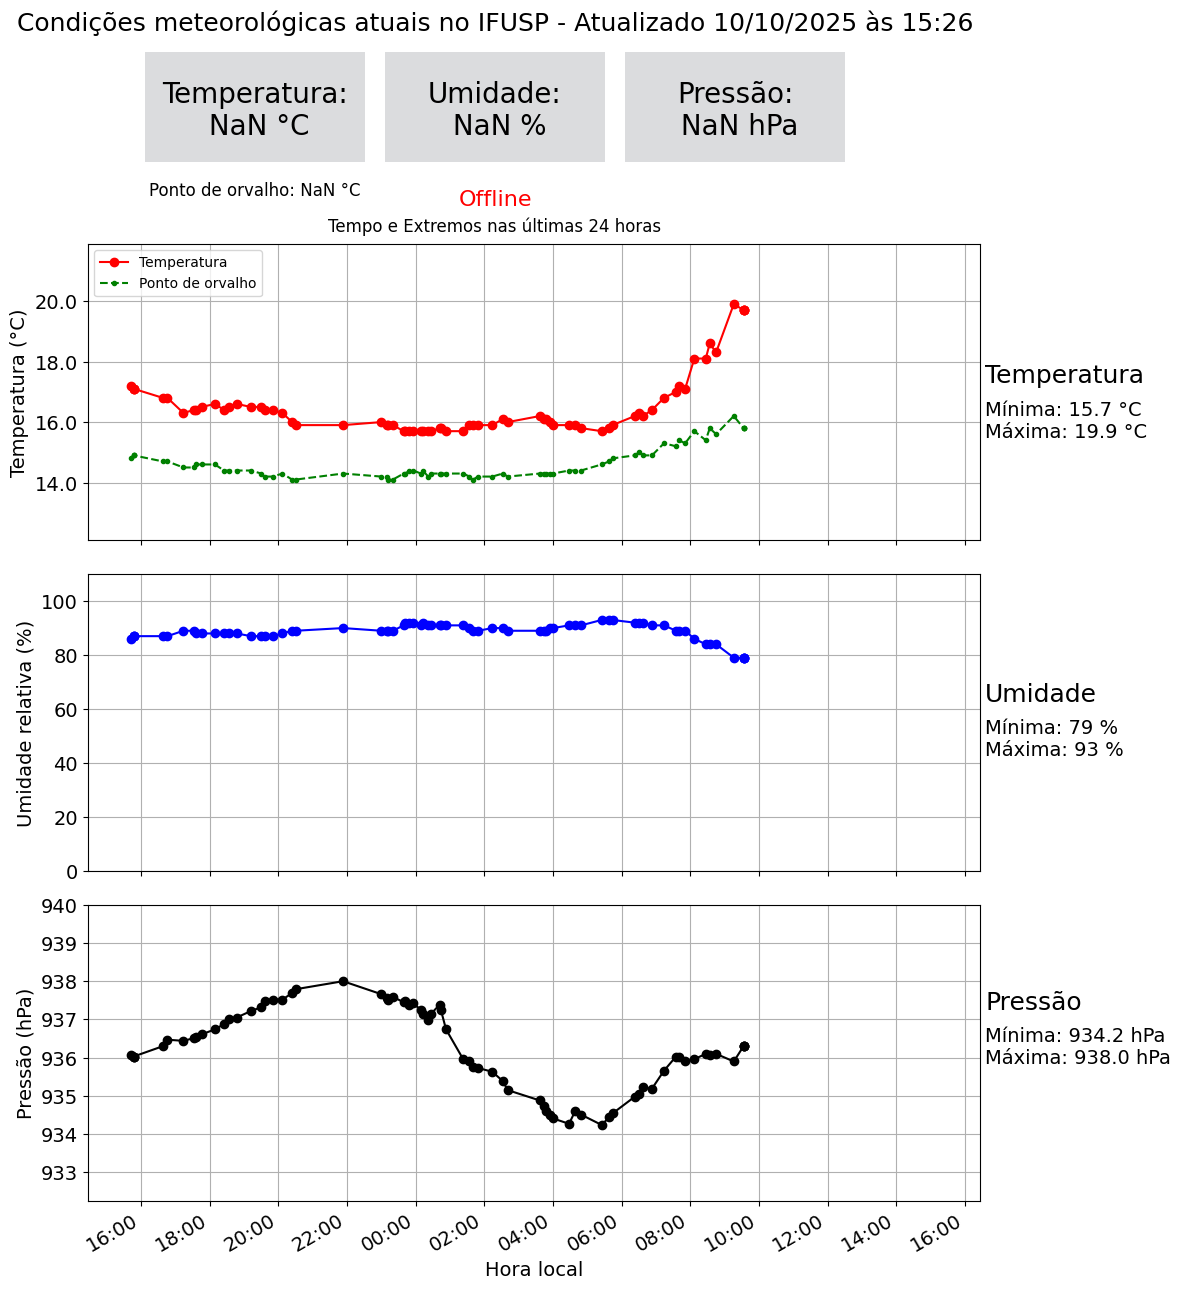 Condições meteorológicas atuais no IFUSP - Atualizado 10/10/2025 às 15:26
Temperatura:
NaN °C
Umidade:
NaN %
Pressão:
NaN hPa
Ponto de orvalho: NaN °C
Offline
Tempo e Extremos nas últimas 24 horas
Temperatura
Ponto de orvalho
Temperatura (°C)
20.0
18.0
16.0
14.0
Temperatura
Mínima: 15.7 °C
Máxima: 19.9 °C
Umidade relativa (%)
100
80
60
40
20
0
Umidade
Mínima: 79 %
Máxima: 93 %
Pressão (hPa)
940
939
938
937
936
935
934
933
Pressão
Mínima: 934.2 hPa
Máxima: 938.0 hPa
16:00 18:00 20:00 22:00 00:00 02:00 04:00 06:00 08:00 10:00 12:00 14:00 16:00
Hora local